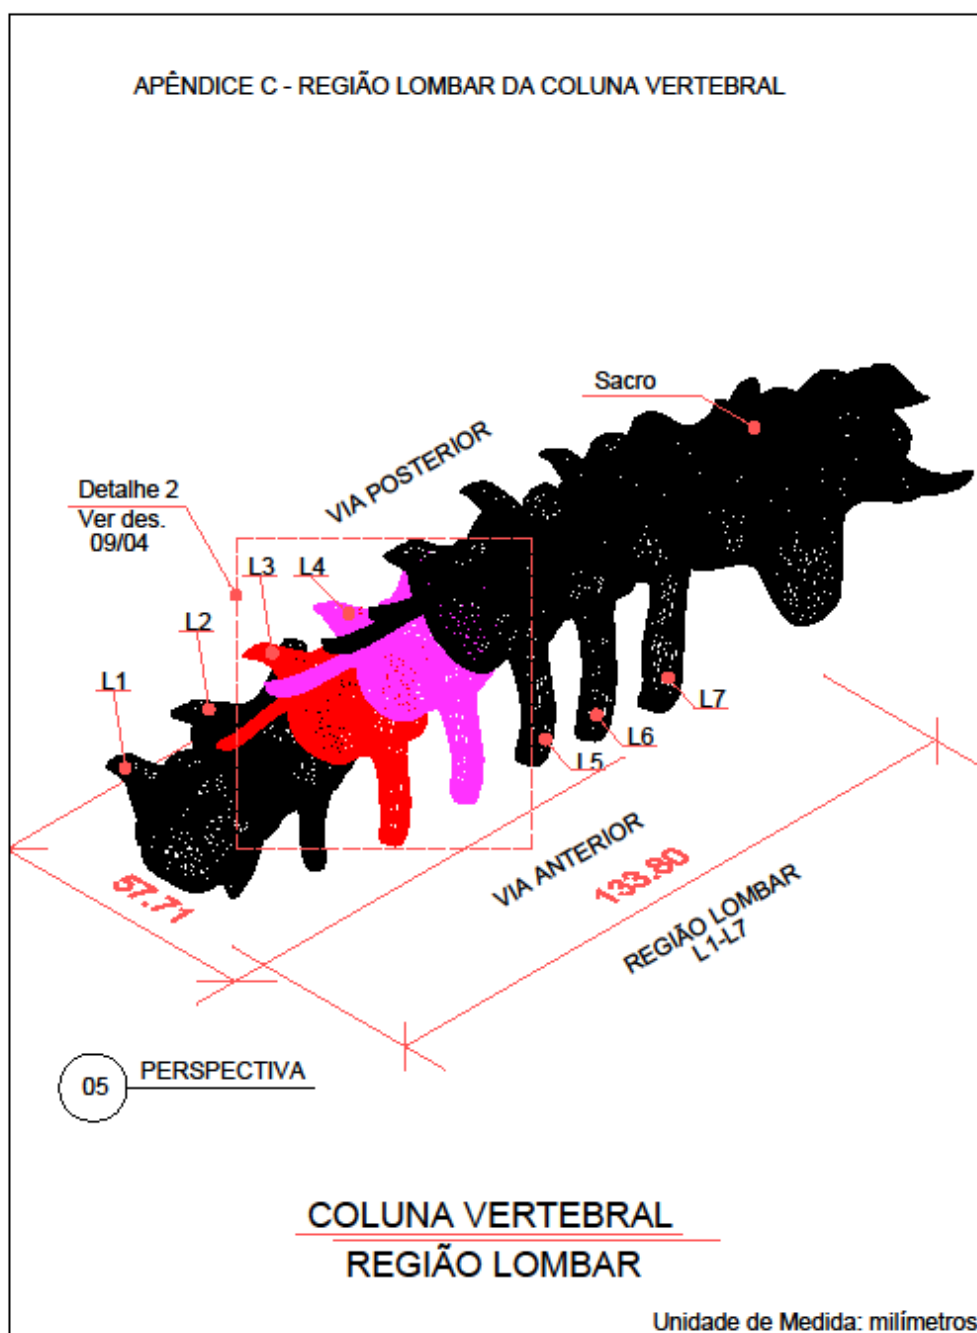 APÊNDICE C - REGIÃO LOMBAR DA COLUNA VERTEBRAL
Sacro
VIA POSTERIOR
Detalhe 2
Ver des.
09/04
L3
L4
L2
L1
L7
L6
L5
VIA ANTERIOR
133.80
57.71
REGIÃO LOMBAR
L1-L7
05
PERSPECTIVA
COLUNA VERTEBRAL
REGIÃO LOMBAR
Unidade de Medida: milímetros